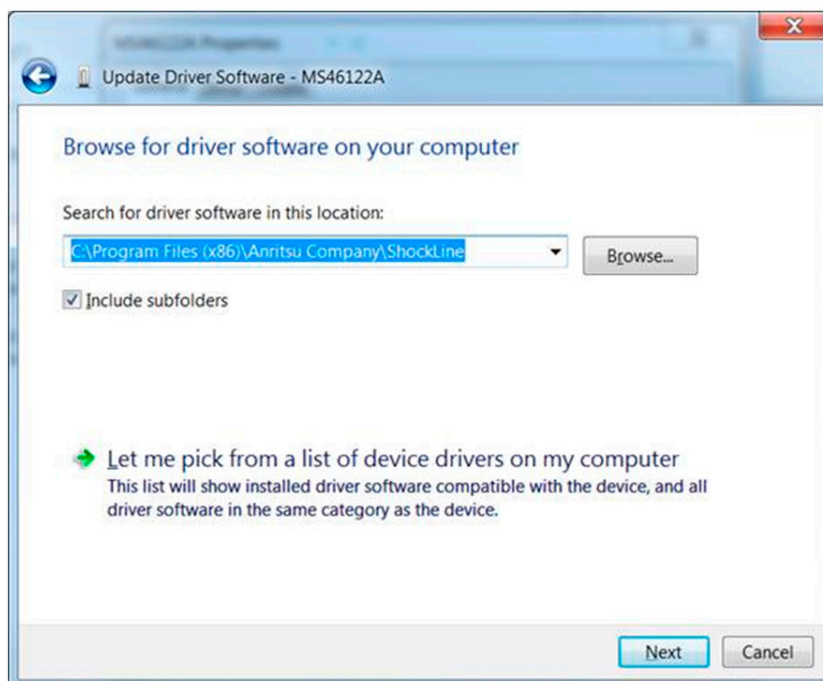 MS46122A Properties
Update Driver Software - MS46122A
Browse for driver software on your computer
Search for driver software in this location:
C:\Program Files (x86)\Anritsu Company\ShockLine
Browse...
Include subfolders
Let me pick from a list of device drivers on my computer
This list will show installed driver software compatible with the device, and all
driver software in the same category as the device.
Next
Cancel